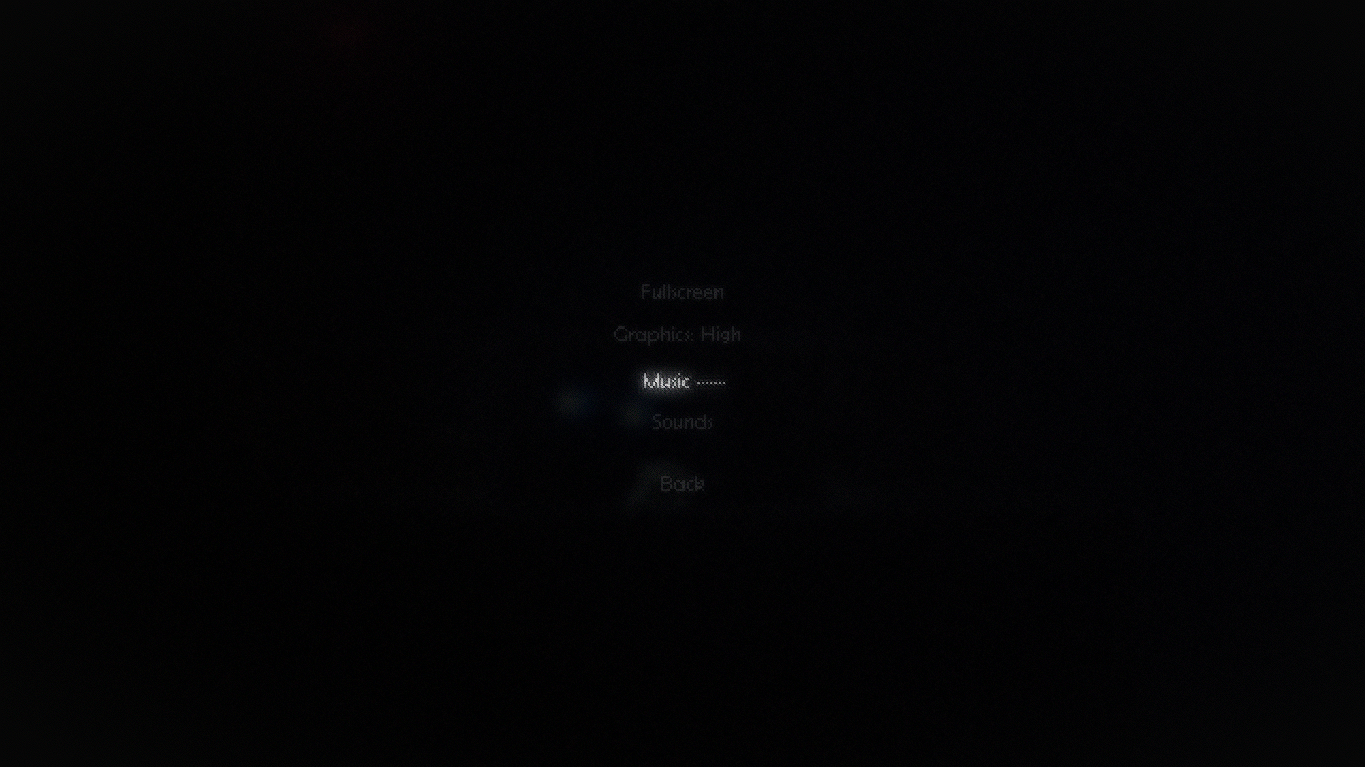 Fullscreen
Graphics: High
Music .......
Sounds
Back